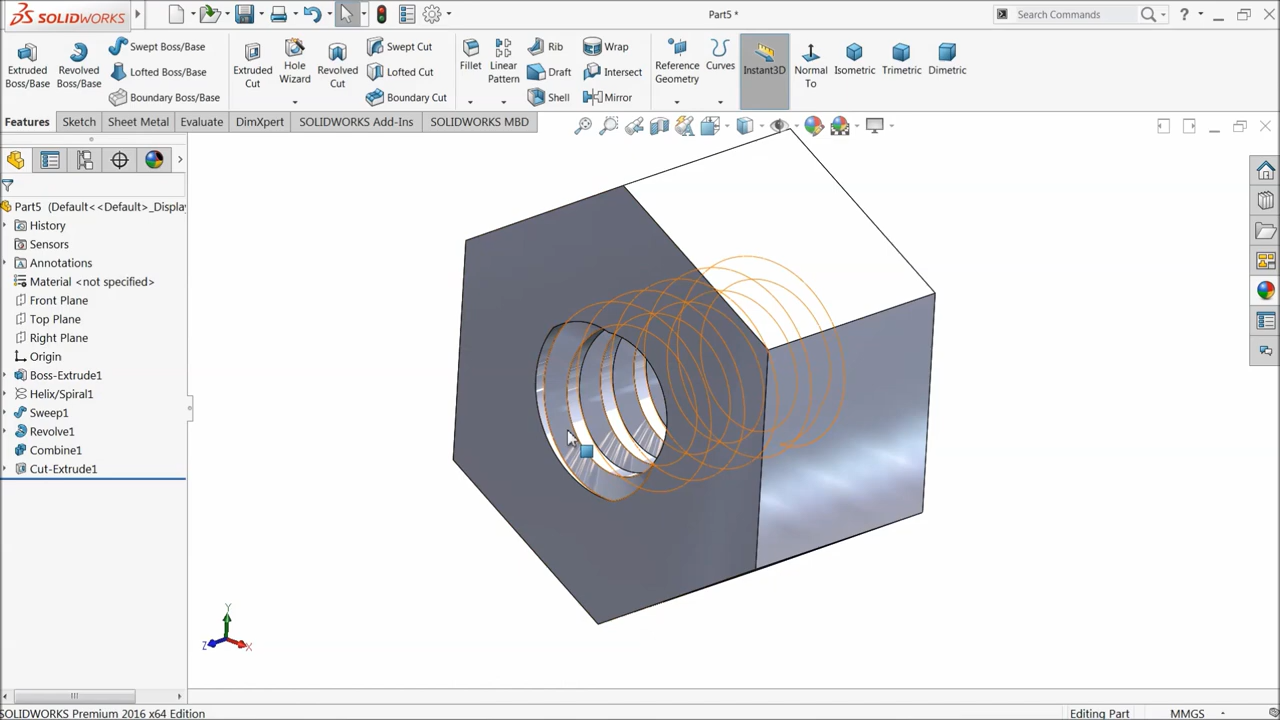 SOLIDWORKS
Part5 *
Search Commands
?
Extruded
Boss/Base
Revolved
Boss/Base
Swept Boss/Base
Lofted Boss/Base
Boundary Boss/Base
Extruded
Cut
Hole
Wizard
Revolved
Cut
Swept Cut
Lofted Cut
Boundary Cut
Fillet
Linear
Pattern
Rib
Draft
Shell
Wrap
Intersect
Mirror
Reference
Geometry
Curves
Instant3D
Normal
To
Isometric
Trimetric
Dimetric
Features
Sketch
Sheet Metal
Evaluate
DimXpert
SOLIDWORKS Add-Ins
SOLIDWORKS MBD
Part5 (Default<<Default>_Display
History
Sensors
Annotations
Material <not specified>
Front Plane
Top Plane
Right Plane
Origin
Boss-Extrude1
Helix/Spiral1
Sweep1
Revolve1
Combine1
Cut-Extrude1
Y
Z
X
SOLIDWORKS Premium 2016 x64 Edition
Editing Part
MMGS